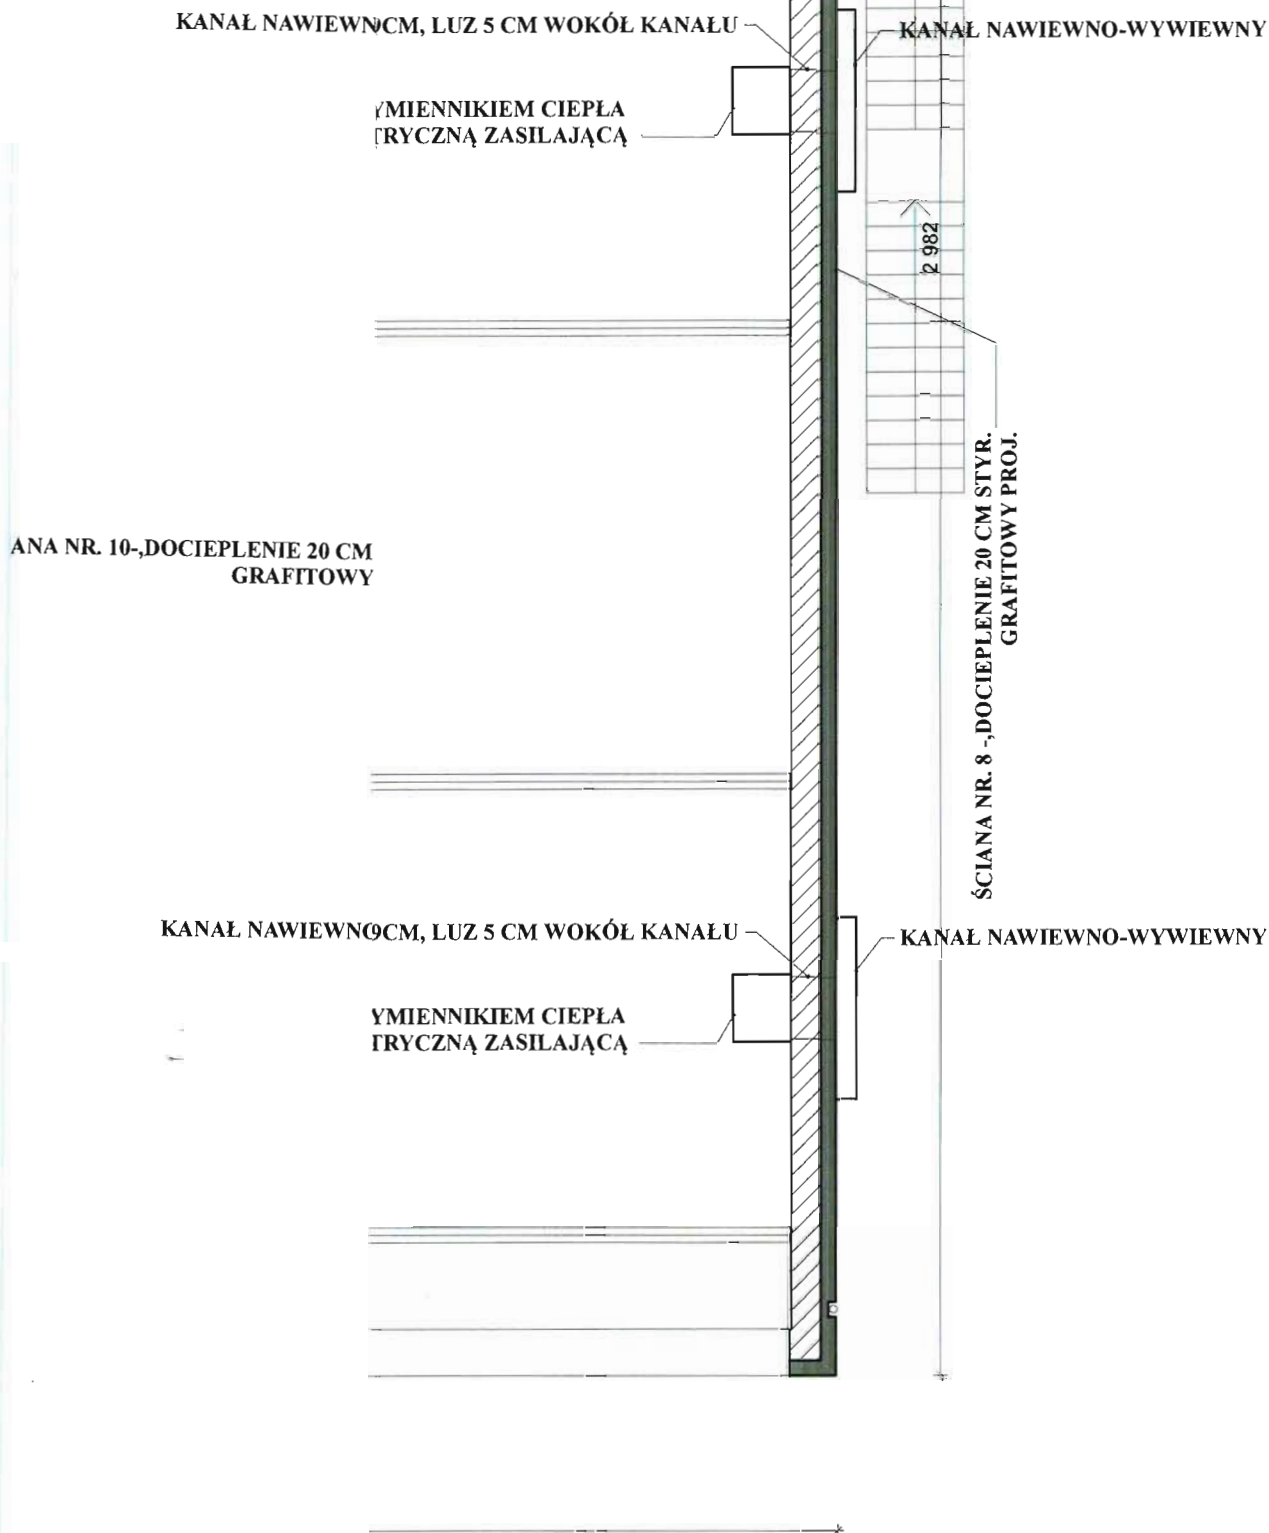 KANAŁ NAWIEWN
CM, LUZ 5 CM WOKÓŁ KANAŁU
KANAŁ NAWIEWNO-WYWIEWNY
YMIENNIKIEM CIEPŁA
TRYCZNĄ ZASILAJĄCĄ
2 982
ŚCIANA NR. 8 -,DOCIEPLENIE 20 CM STYR.
GRAFITOWY PROJ.
ANA NR. 10-,DOCIEPLENIE 20 CM
GRAFITOWY
KANAŁ NAWIEWNO
9CM, LUZ 5 CM WOKÓŁ KANAŁU
KANAŁ NAWIEWNO-WYWIEWNY
YMIENNIKIEM CIEPŁA
TRYCZNĄ ZASILAJĄCĄ